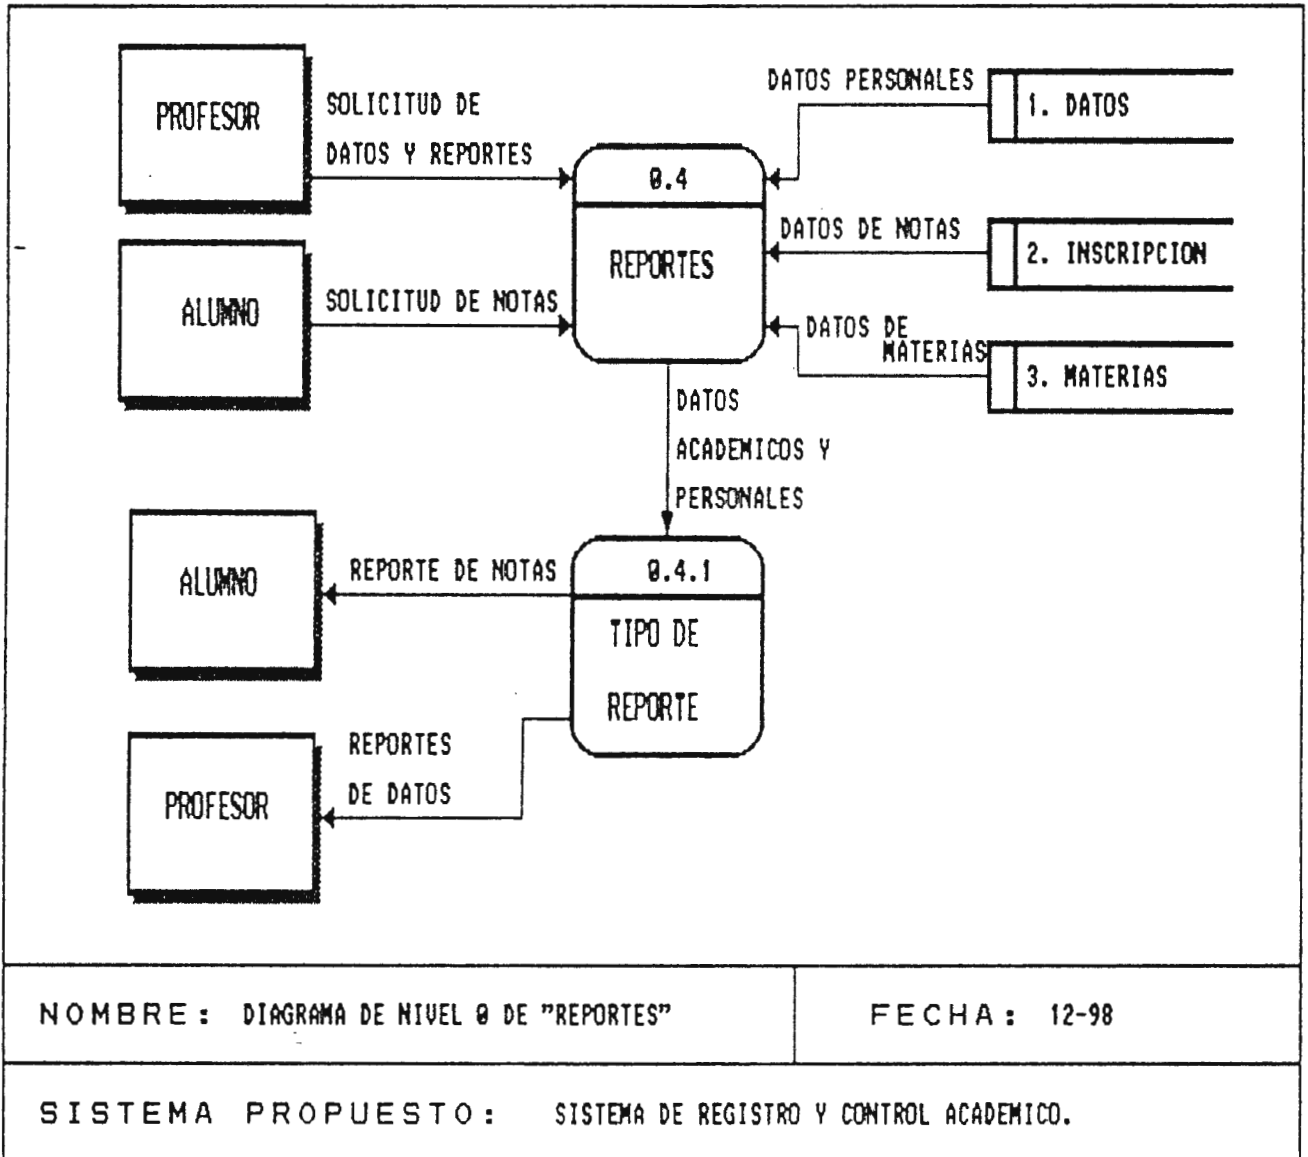 PROFESOR
SOLICITUD DE
DATOS Y REPORTES
DATOS PERSONALES
1. DATOS
0.4
REPORTES
DATOS DE NOTAS
2. INSCRIPCION
ALUMNO
SOLICITUD DE NOTAS
DATOS DE
MATERIAS
3. MATERIAS
DATOS
ACADEMICOS Y
PERSONALES
ALUMNO
REPORTE DE NOTAS
0.4.1
TIPO DE
REPORTE
PROFESOR
REPORTES
DE DATOS
NOMBRE: DIAGRAMA DE NIVEL 0 DE "REPORTES"
FECHA: 12-98
SISTEMA PROPUESTO: SISTEMA DE REGISTRO Y CONTROL ACADEMICO.